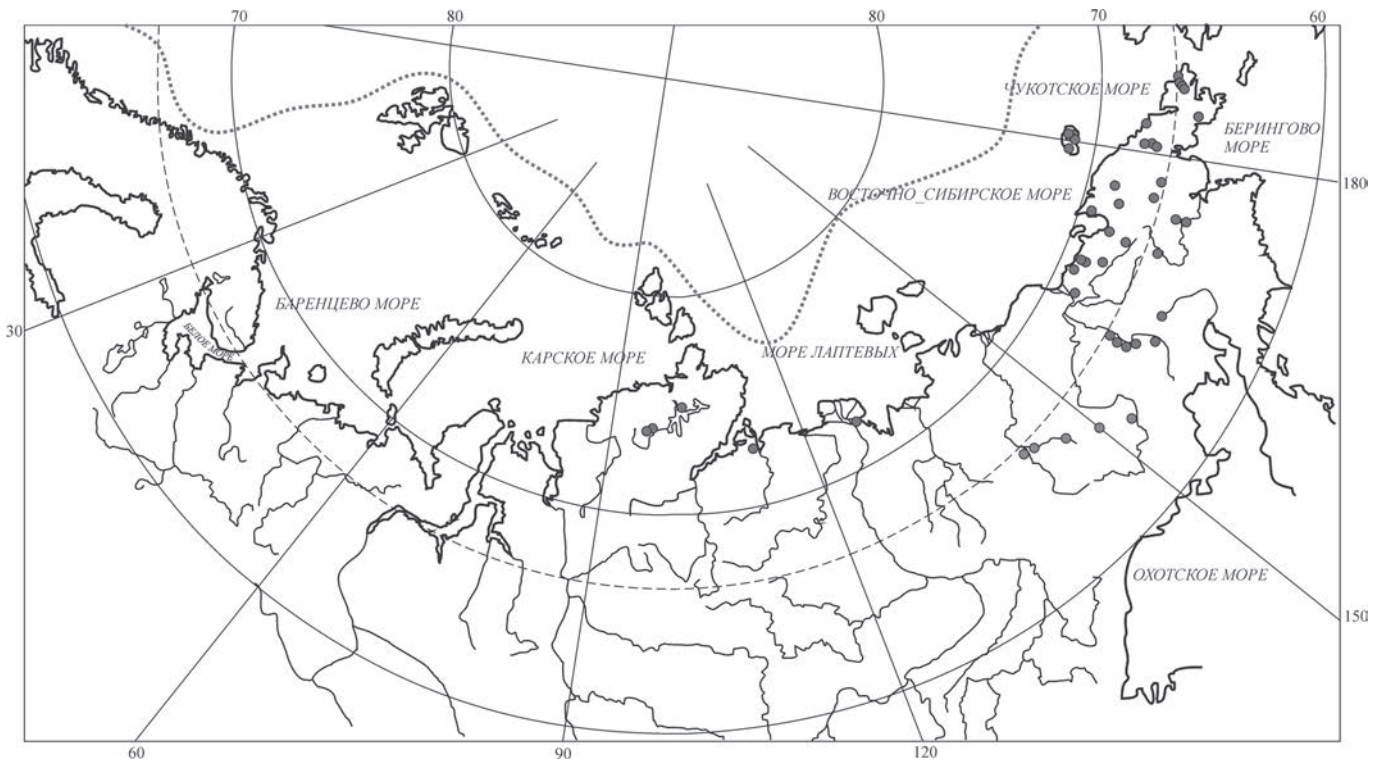 70
80
80
70
60
ЧУКОТСКОЕ МОРЕ
БЕРИНГОВО
МОРЕ
180
ВОСТОЧНО_СИБИРСКОЕ МОРЕ
БАРЕНЦЕВО МОРЕ
30
БЕЛОЕ МОРЕ
КАРСКОЕ МОРЕ
МОРЕ ЛАПТЕВЫХ
ОХОТСКОЕ МОРЕ
150
60
90
120